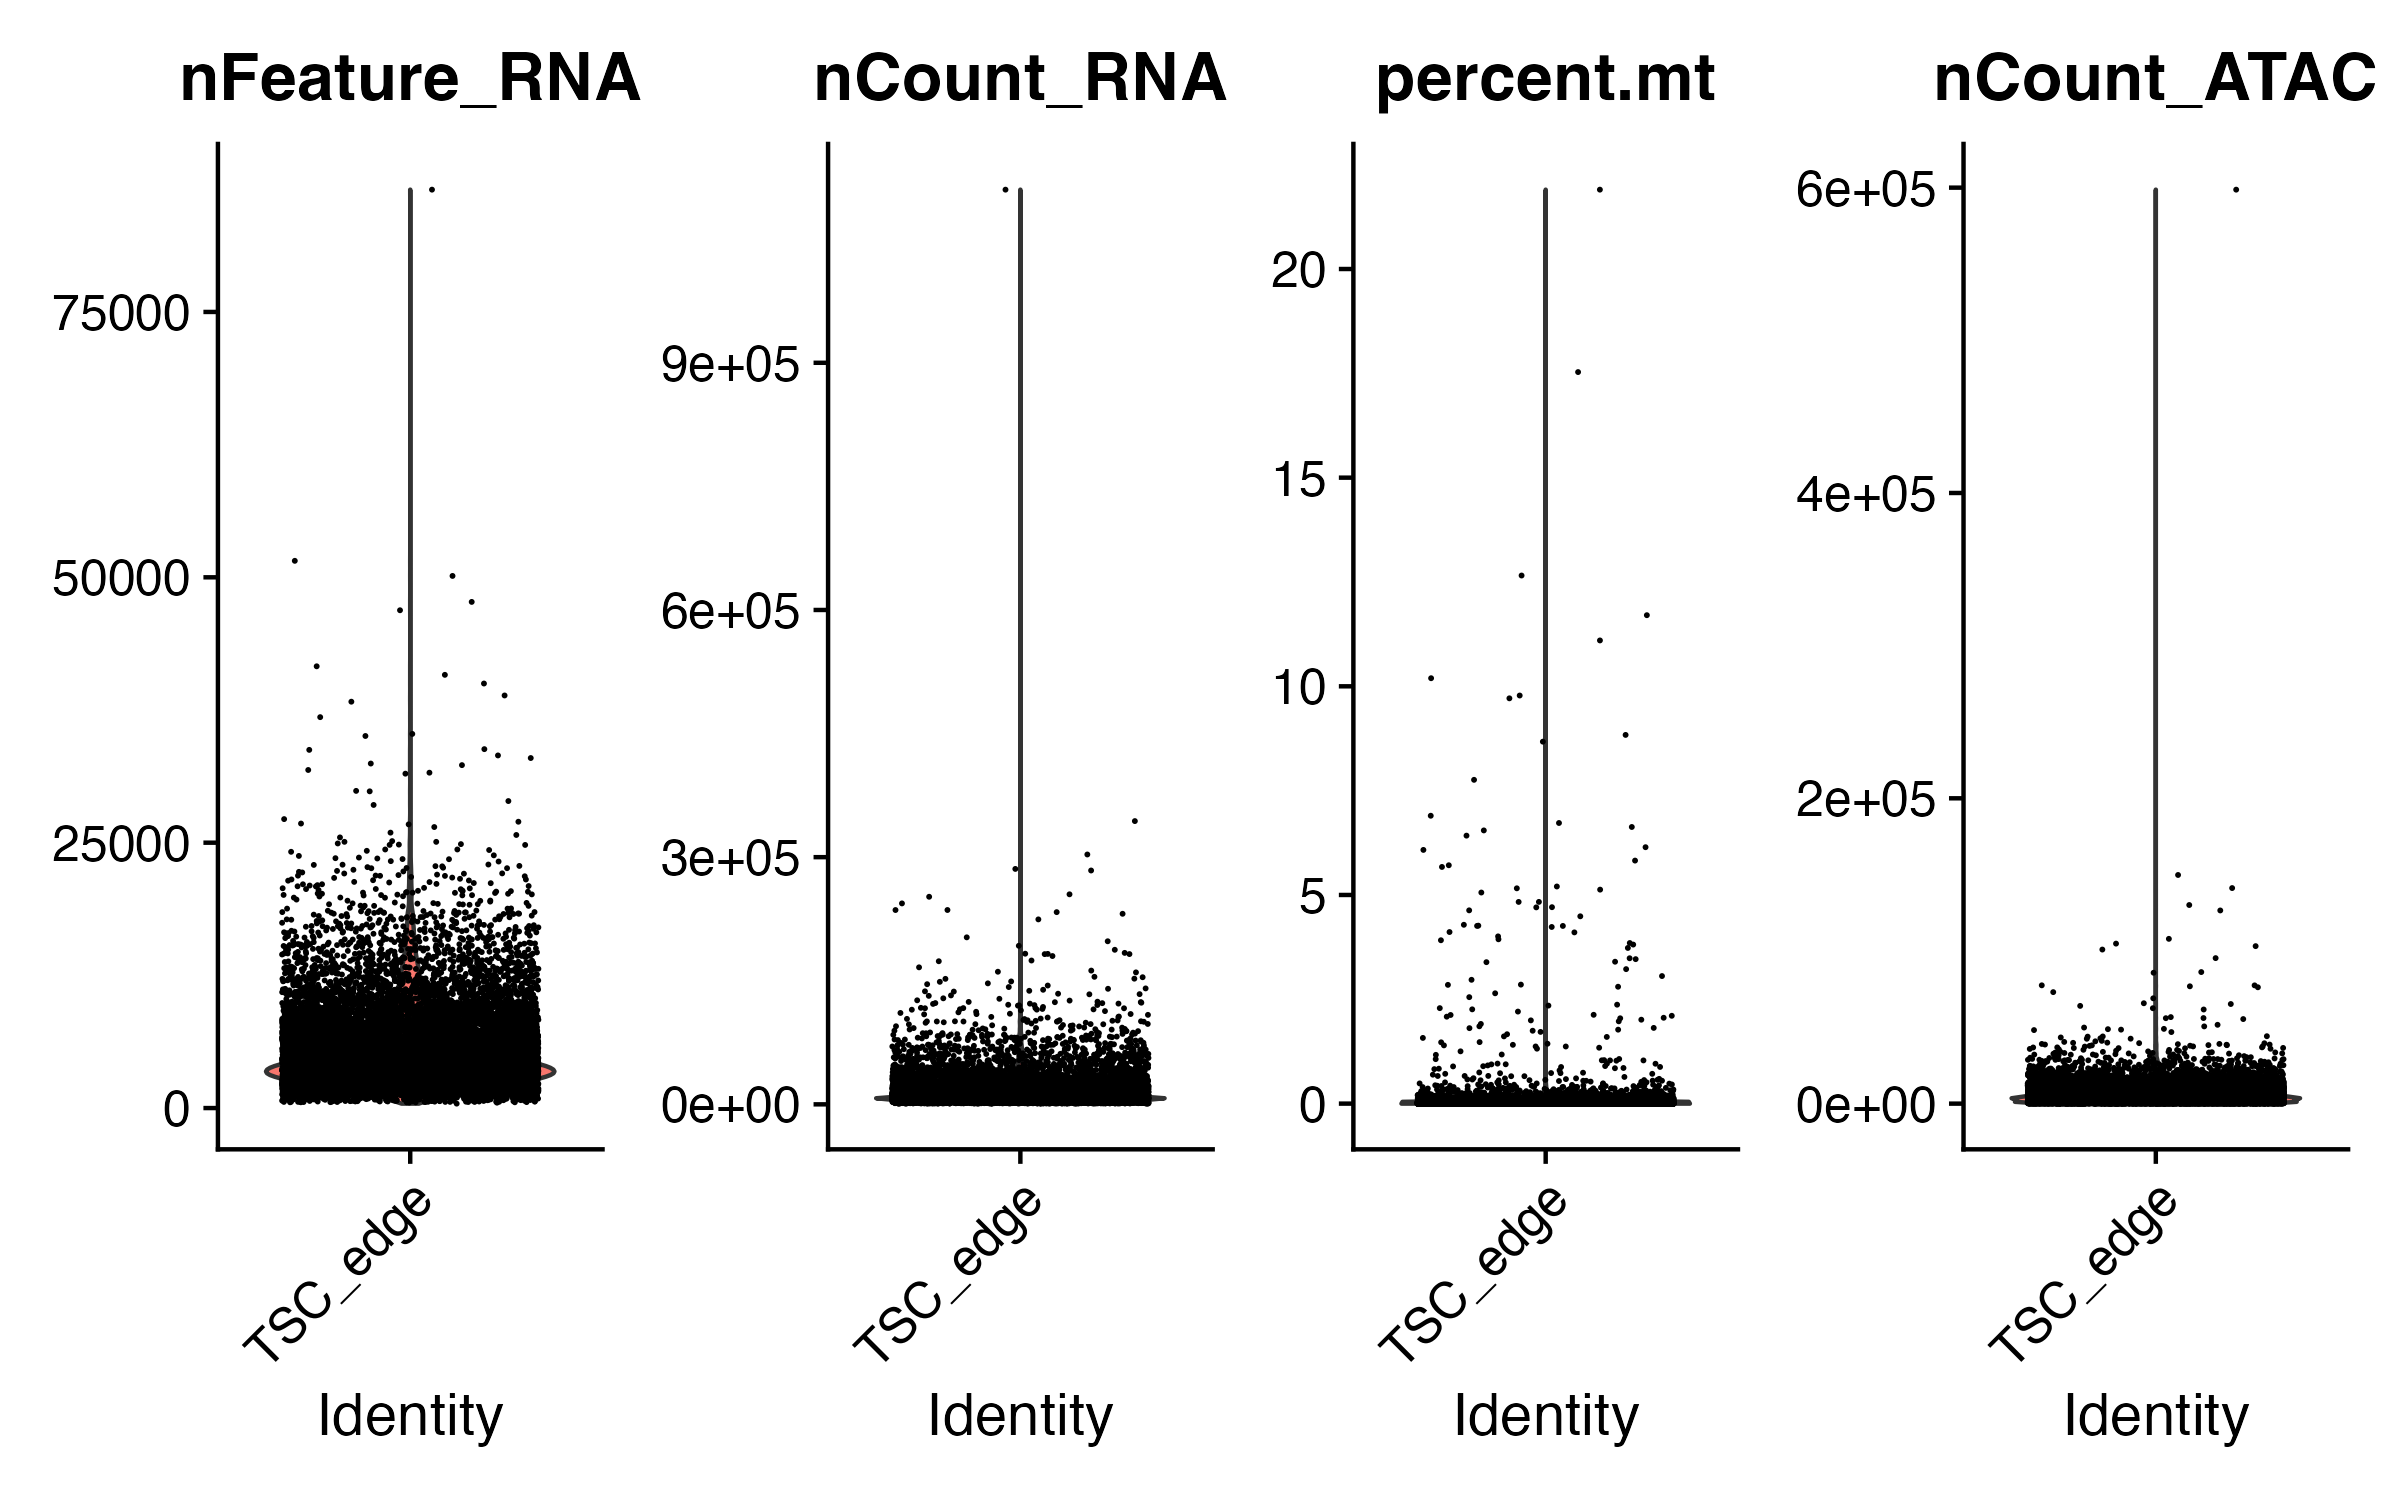 nFeature_RNA
75000
50000
25000
0
TSC_edge
Identity
nCount_RNA
9e+05
6e+05
3e+05
0e+00
TSC_edge
Identity
percent.mt
20
15
10
5
0
TSC_edge
Identity
nCount_ATAC
6e+05
4e+05
2e+05
0e+00
TSC_edge
Identity